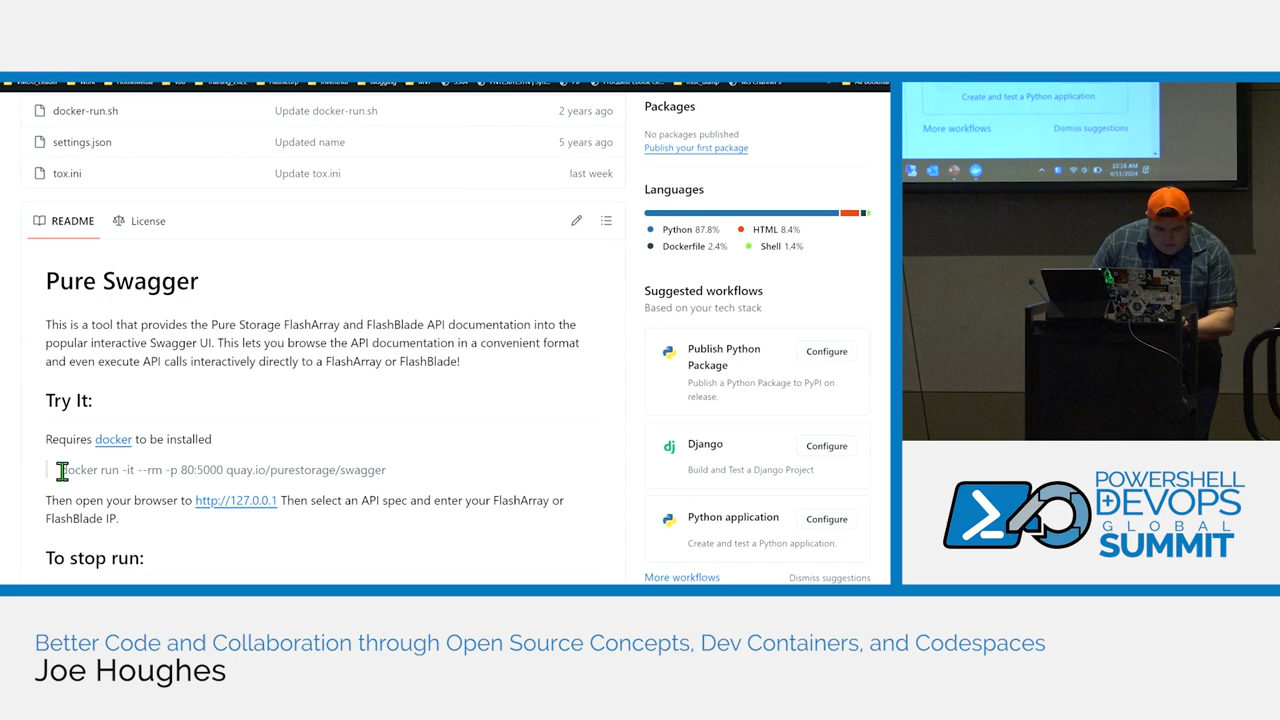 docker-run.sh Update docker-run.sh 2 years ago
settings.json Updated name 5 years ago
tox.ini Update tox.ini last week
README License
Pure Swagger
This is a tool that provides the Pure Storage FlashArray and FlashBlade API documentation into the
popular interactive Swagger UI. This lets you browse the API documentation in a convenient format
and even execute API calls interactively directly to a FlashArray or FlashBlade!
Try It:
Requires docker to be installed
docker run -it --rm -p 80:5000 quay.io/purestorage/swagger
Then open your browser to http://127.0.0.1 Then select an API spec and enter your FlashArray or
FlashBlade IP.
To stop run:
Packages
No packages published
Publish your first package
Languages
Python 87.8% HTML 8.4%
Dockerfile 2.4% Shell 1.4%
Suggested workflows
Based on your tech stack
Publish Python
Package
Configure
Publish a Python Package to PyPI on
release.
dj Django Configure
Build and Test a Django Project
Python application Configure
Create and test a Python application.
More workflows Dismiss suggestions
Create and test a Python application.
More workflows Dismiss suggestions
10:16 AM
4/11/2024
POWERSHELL
+ DEVOPS
GLOBAL
SUMMIT
Better Code and Collaboration through Open Source Concepts, Dev Containers, and Codespaces
Joe Houghes